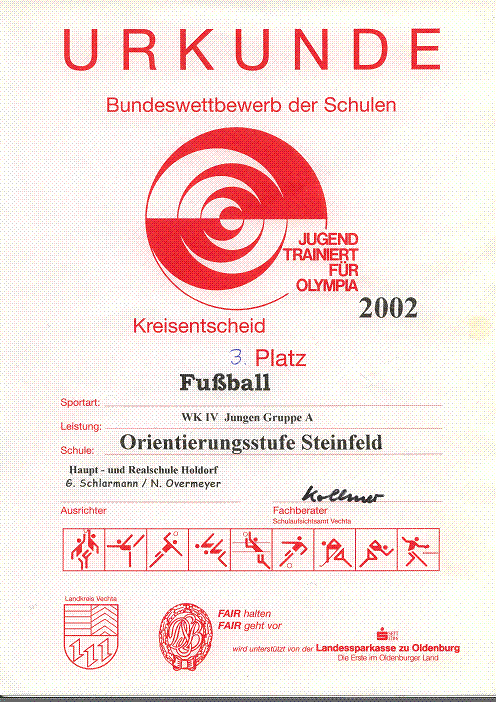 URKUNDE
Bundeswettbewerb der Schulen
JUGEND
TRAINIERT
FÜR
OLYMPIA
2002
Kreisentscheid
3. Platz
Fußball
Sportart:
WK IV Jungen Gruppe A
Leistung:
Orientierungsstufe Steinfeld
Schule:
Haupt - und Realschule Holdorf
G. Schlarmann / N. Overmeyer
Kollmer
Ausrichter
Fachberater
Schulaufsichtsamt Vechta
Landkreis Vechta
FAIR halten
FAIR geht vor
wird unterstützt von der Landessparkasse zu Oldenburg
Die Erste im Oldenburger Land